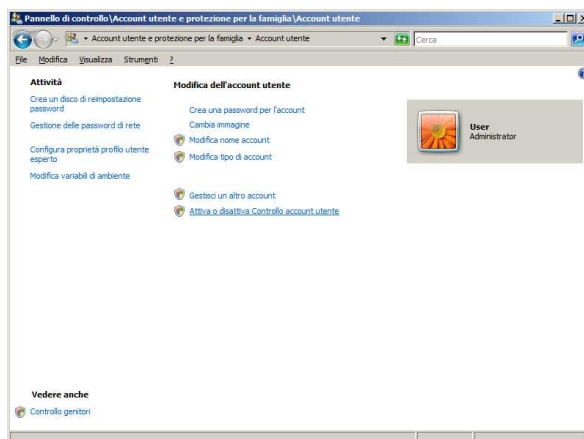 Pannello di controllo\Account utente e protezione per la famiglia\Account utente
Account utente e protezione per la famiglia Account utente
Cerca
File Modifica Visualizza Strumenti ?
Attività
Crea un disco di reimpostazione
password
Gestione delle password di rete
Configura proprietà profilo utente
esperto
Modifica variabili di ambiente
Modifica dell'account utente
Crea una password per l'account
Cambia immagine
Modifica nome account
Modifica tipo di account
Gestisci un altro account
Attiva o disattiva Controllo account utente
User
Administrator
Vedere anche
Controllo genitori